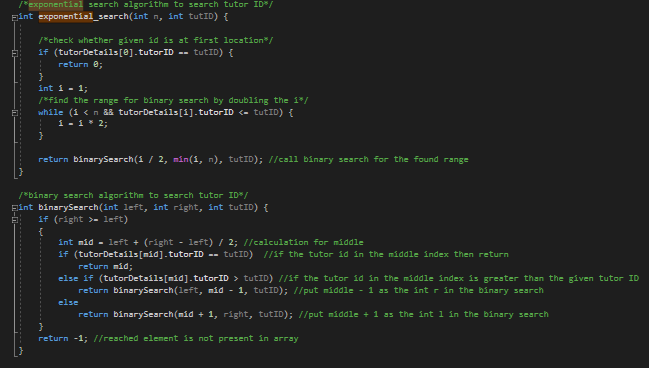 /*exponential search algorithm to search tutor ID*/
int exponential_search(int n, int tutID) {
/*check whether given id is at first location*/
if (tutorDetails[0].tutorID == tutID) {
return 0;
}
int i = 1;
/*find the range for binary search by doubling the i*/
while (i < n && tutorDetails[i].tutorID <= tutID) {
i = i * 2;
}
return binarySearch(i / 2, min(i, n), tutID); //call binary search for the found range
}
/*binary search algorithm to search tutor ID*/
int binarySearch(int left, int right, int tutID) {
if (right >= left)
{
int mid = left + (right - left) / 2; //calculation for middle
if (tutorDetails[mid].tutorID == tutID) //if the tutor id in the middle index then return
return mid;
else if (tutorDetails[mid].tutorID > tutID) //if the tutor id in the middle index is greater than the given tutor ID
return binarySearch(left, mid - 1, tutID); //put middle - 1 as the int r in the binary search
else
return binarySearch(mid + 1, right, tutID); //put middle + 1 as the int l in the binary search
}
return -1; //reached element is not present in array
}